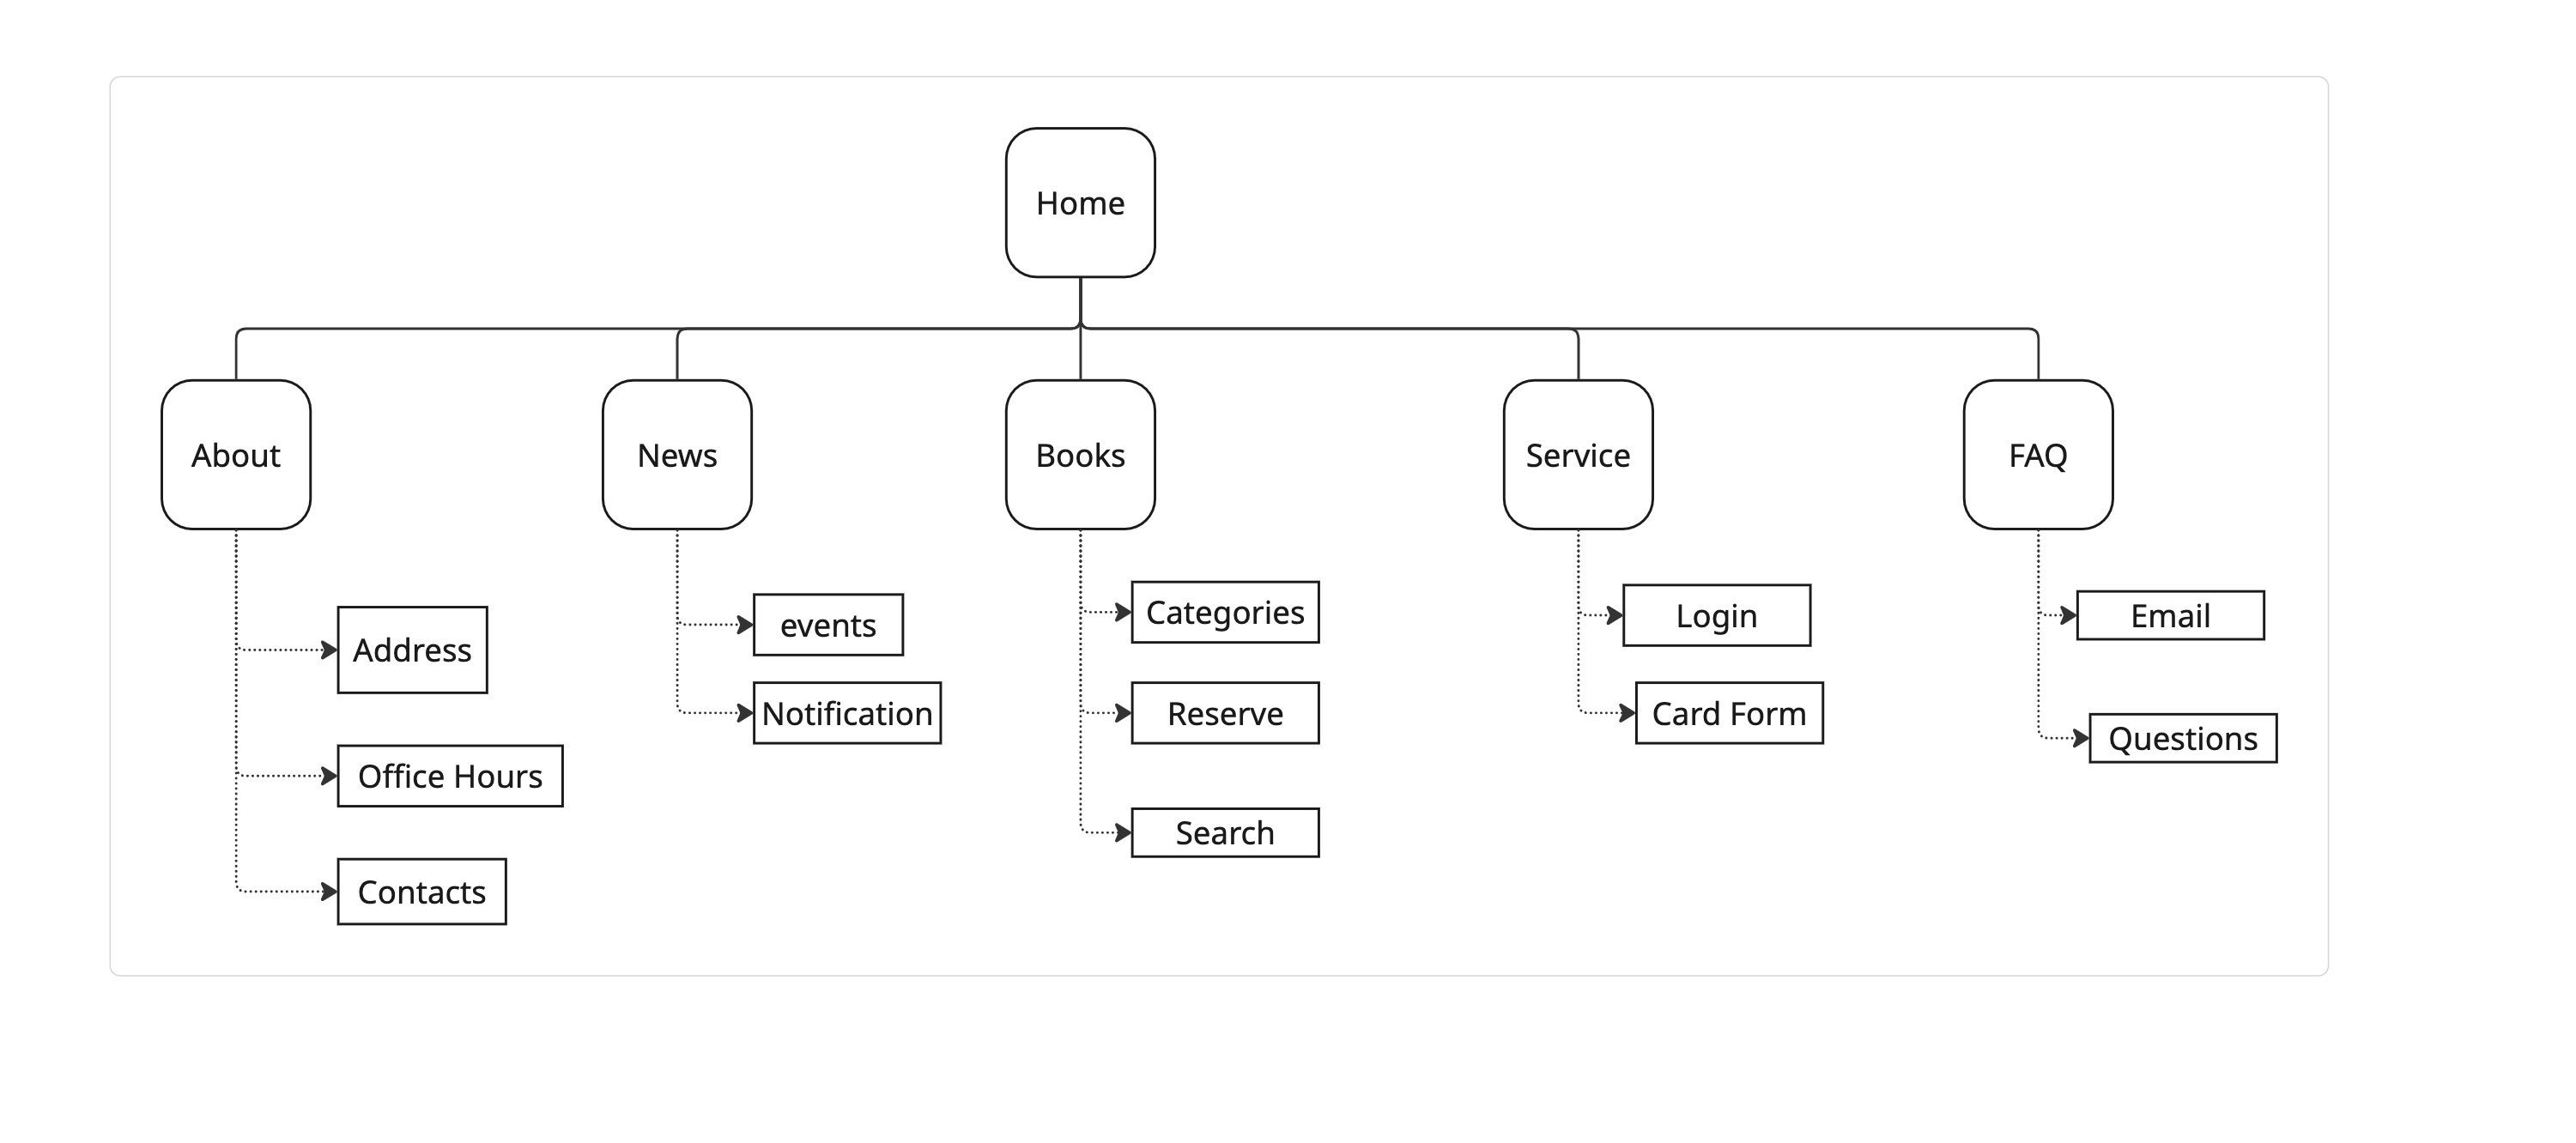 Home
About
News
Books
Service
FAQ
Address
Office Hours
Contacts
events
Notification
Categories
Reserve
Search
Login
Card Form
Email
Questions